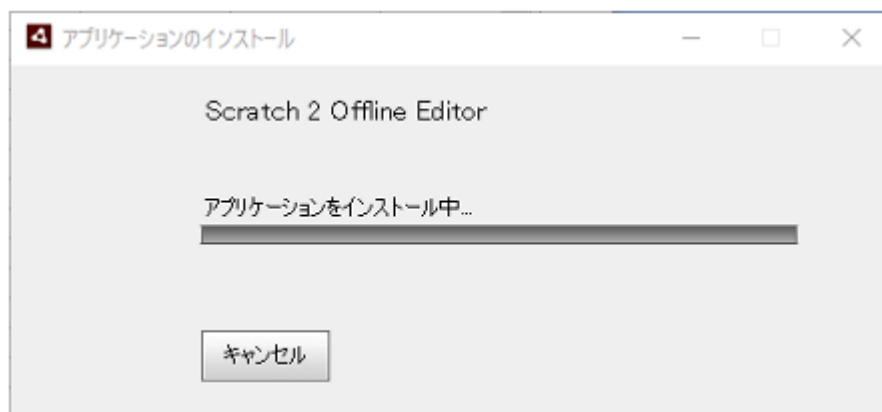 アプリケーションのインストール
Scratch 2 Offline Editor
アプリケーションをインストール中...
キャンセル